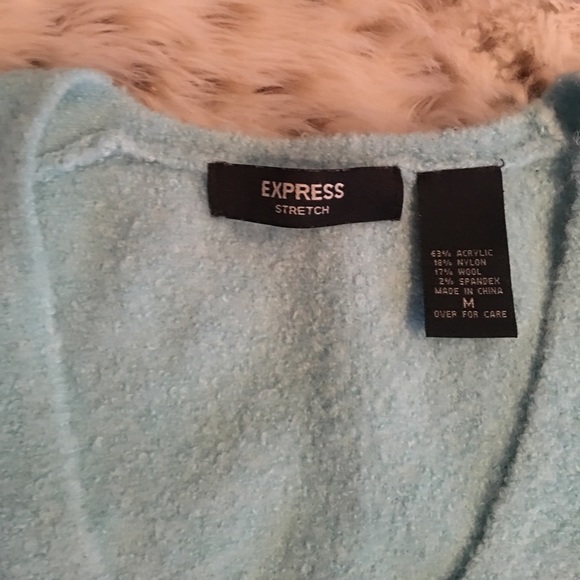 EXPRESS
STRETCH
63% ACRYLIC
18% NYLON
17% WOOL
2% SPANDEX
MADE IN CHINA
M
OVER FOR CARE